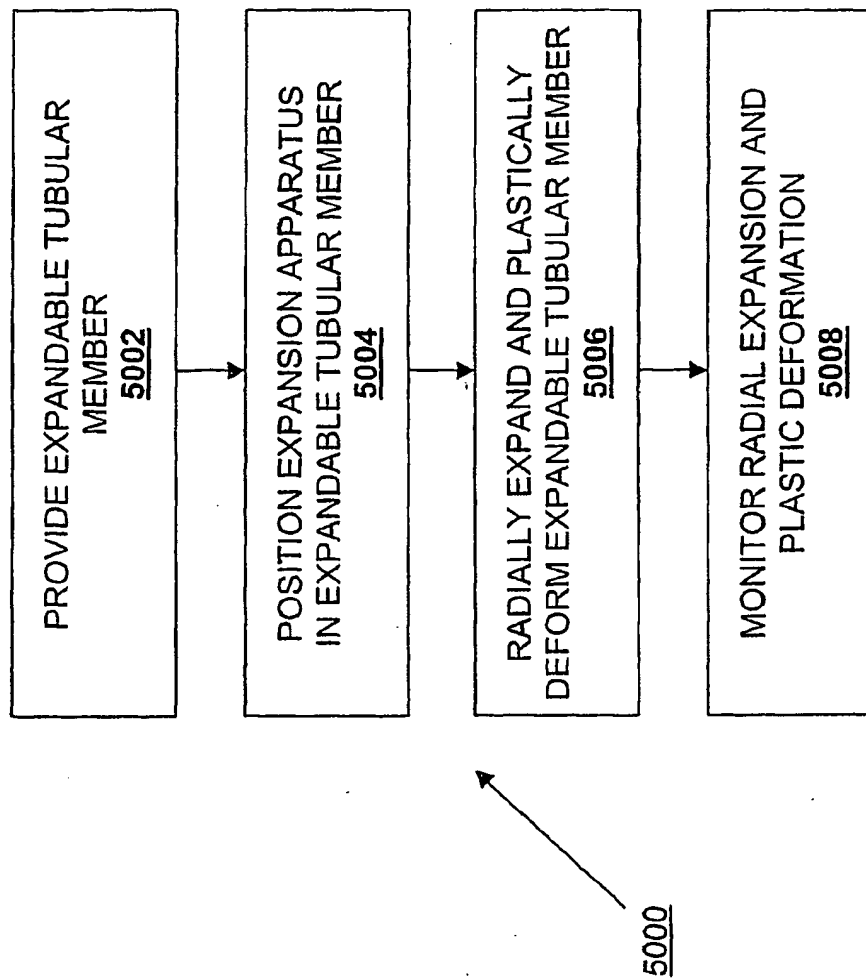 PROVIDE EXPANDABLE TUBULAR
MEMBER
5002
POSITION EXPANSION APPARATUS
IN EXPANDABLE TUBULAR MEMBER
5004
RADIALLY EXPAND AND PLASTICALLY
DEFORM EXPANDABLE TUBULAR MEMBER
5006
MONITOR RADIAL EXPANSION AND
PLASTIC DEFORMATION
5008
5000